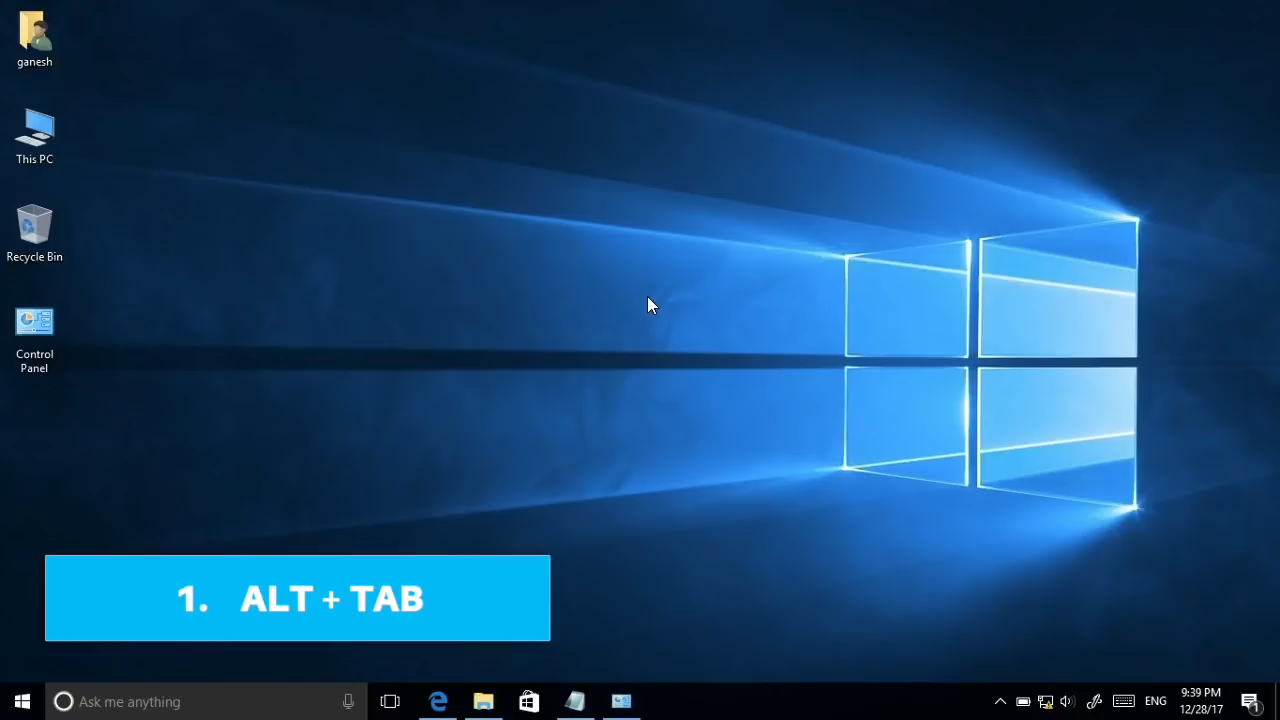 ganesh
This PC
Recycle Bin
Control
Panel
1. ALT + TAB
Ask me anything
ENG
9:39 PM
12/28/17
1